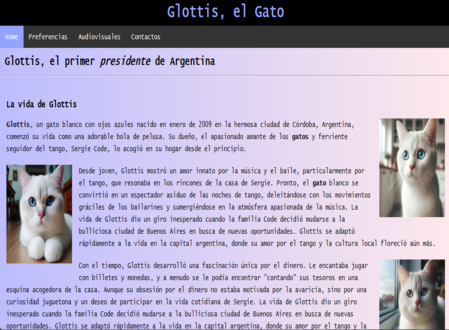 Glottis, el Gato
Home Preferencias Audiovisuales Contactos
Glottis, el primer presidente de Argentina
La vida de Glottis
Glottis, un gato blanco con ojos azules nacido en enero de 2009 en la hermosa ciudad de Córdoba, Argentina,
comenzó su vida como una adorable bola de pelusa. Su dueño, el apasionado amante de los gatos y ferviente
seguidor del tango, Sergie Code, lo acogió en su hogar desde el principio.
Desde joven, Glottis mostró un amor innato por la música y el baile, particularmente por
el tango, que resonaba en los rincones de la casa de Sergie. Pronto, el gato blanco se
convirtió en un espectador asiduo de las noches de tango, deleitándose con los movimientos
gráciles de los bailarines y sumergiéndose en la atmósfera apasionada de la música. La
vida de Glottis dio un giro inesperado cuando la familia Code decidió mudarse a la
bulliciosa ciudad de Buenos Aires en busca de nuevas oportunidades. Glottis se adaptó
rápidamente a la vida en la capital argentina, donde su amor por el tango y la cultura local floreció aún más.
Con el tiempo, Glottis desarrolló una fascinación única por el dinero. Le encantaba jugar
con billetes y monedas, y a menudo se le podía encontrar "contando" sus tesoros en una
esquina acogedora de la casa. Aunque su obsesión por el dinero no estaba motivada por la avaricia, sino por una
curiosidad juguetona y un deseo de participar en la vida cotidiana de Sergie. La vida de Glottis dio un giro
inesperado cuando la familia Code decidió mudarse a la bulliciosa ciudad de Buenos Aires en busca de nuevas
oportunidades. Glottis se adaptó rápidamente a la vida en la capital argentina, donde su amor por el tango y la